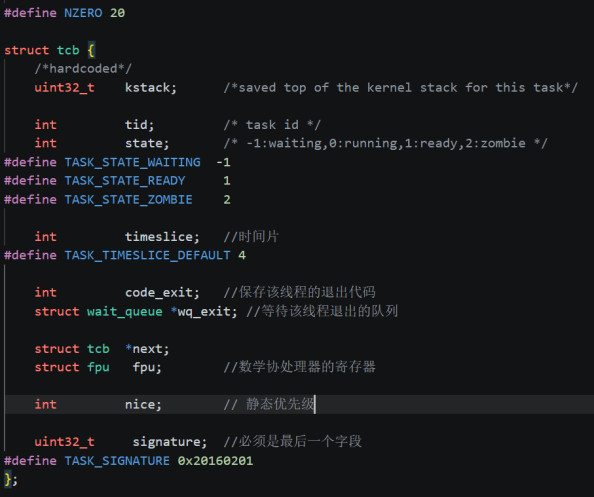 #define NZERO 20
struct tcb {
/*hardcoded*/
uint32_t kstack; /*saved top of the kernel stack for this task*/
int tid; /* task id */
int state; /* -1:waiting,0:running,1:ready,2:zombie */
#define TASK_STATE_WAITING -1
#define TASK_STATE_READY 1
#define TASK_STATE_ZOMBIE 2
int timeslice; //时间片
#define TASK_TIMESLICE_DEFAULT 4
int code_exit; //保存该线程的退出代码
struct wait_queue *wq_exit; //等待该线程退出的队列
struct tcb *next;
struct fpu fpu; //数学协处理器的寄存器
int nice; // 静态优先级
uint32_t signature; //必须是最后一个字段
#define TASK_SIGNATURE 0x20160201
};